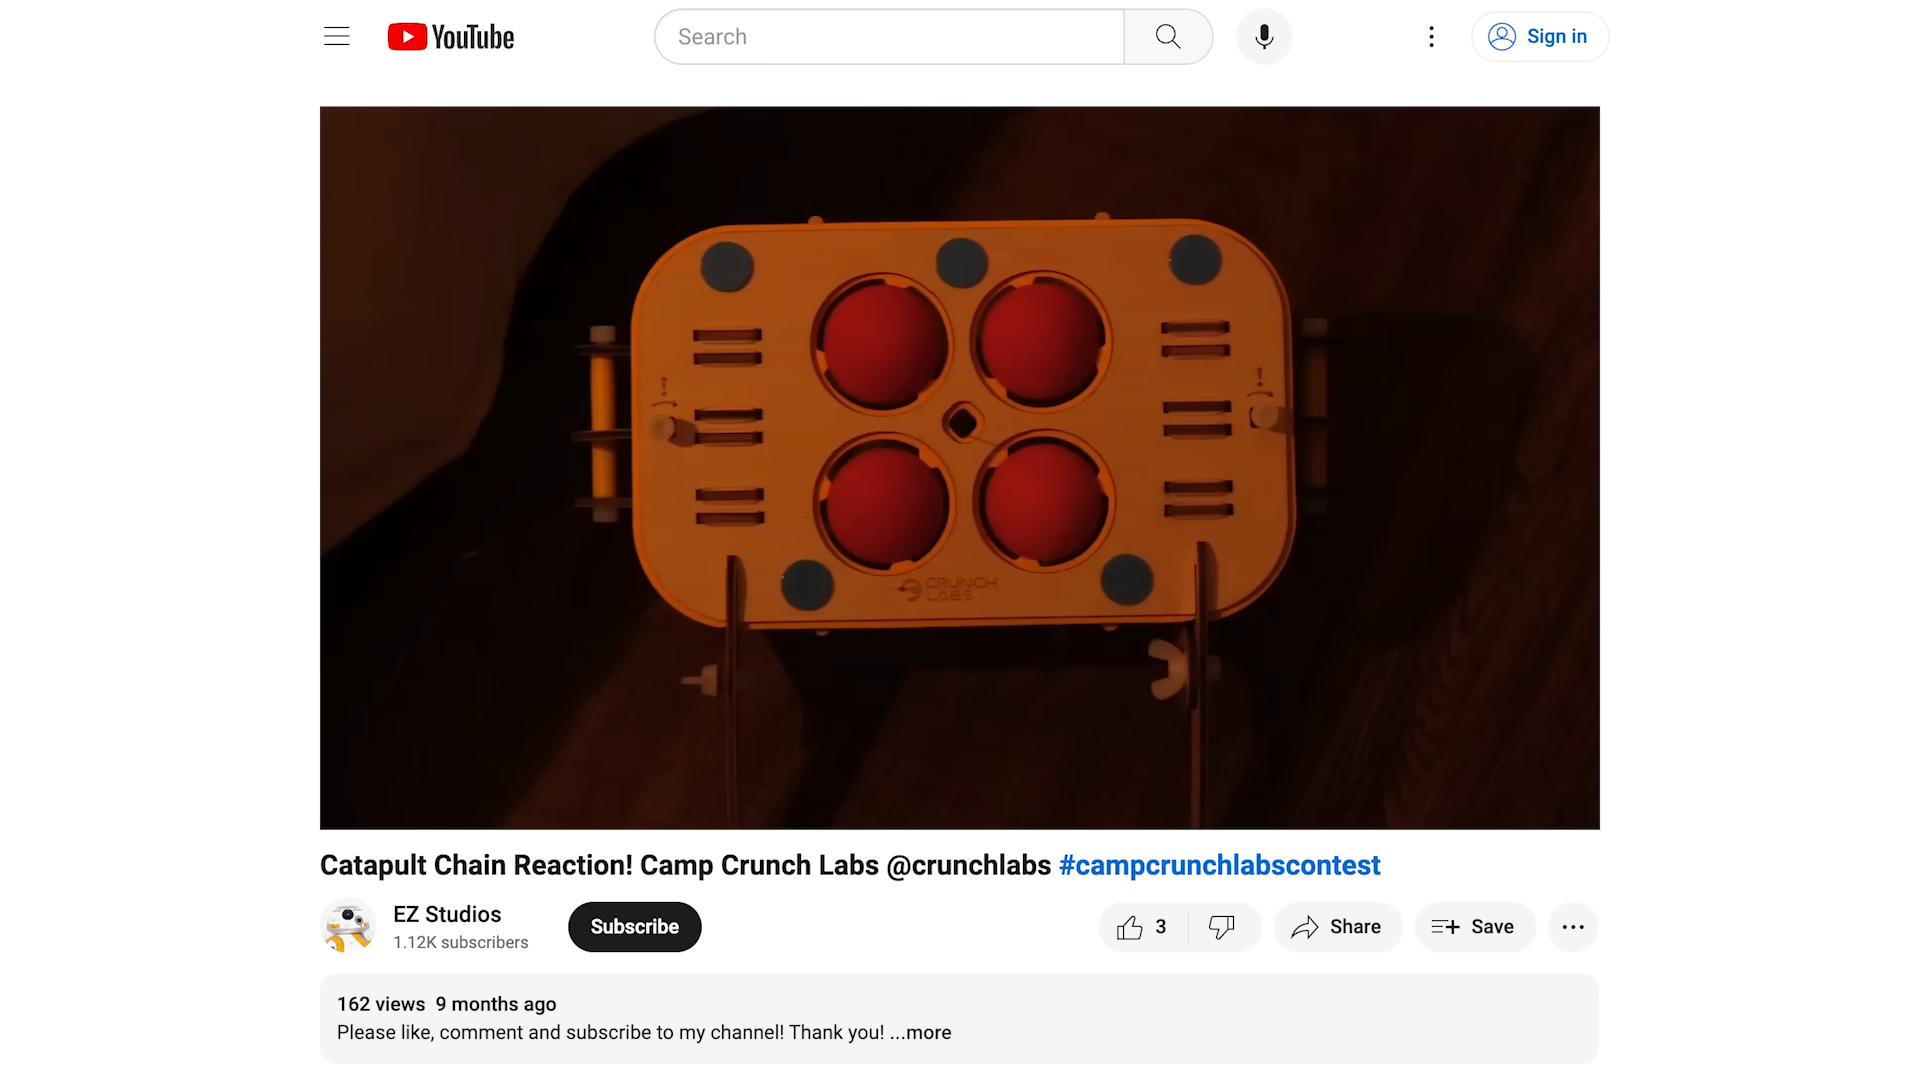 YouTube
Search
Sign in
!
!
CRUNCH
LABS
Catapult Chain Reaction! Camp Crunch Labs @crunchlabs #campcrunchlabscontest
EZ Studios
1.12K subscribers
Subscribe
3
Share
Save
162 views 9 months ago
Please like, comment and subscribe to my channel! Thank you! ...more